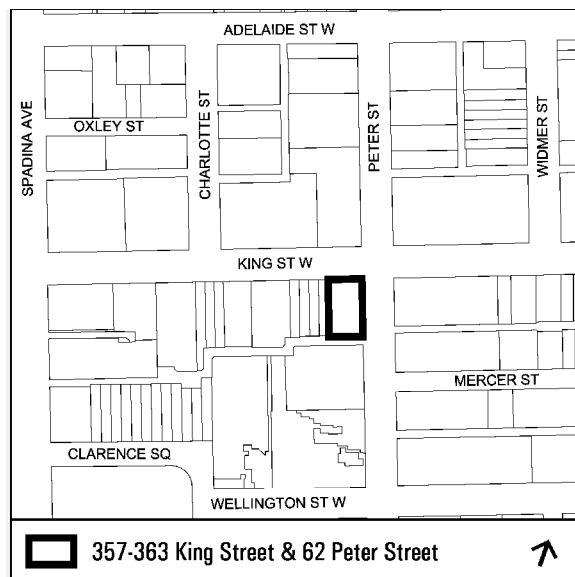 ADELAIDE ST W
SPADINA AVE
OXLEY ST
CHARLOTTE ST
PETER ST
WIDMER ST
KING ST W
MERCER ST
CLARENCE SQ
WELLINGTON ST W
357-363 King Street & 62 Peter Street